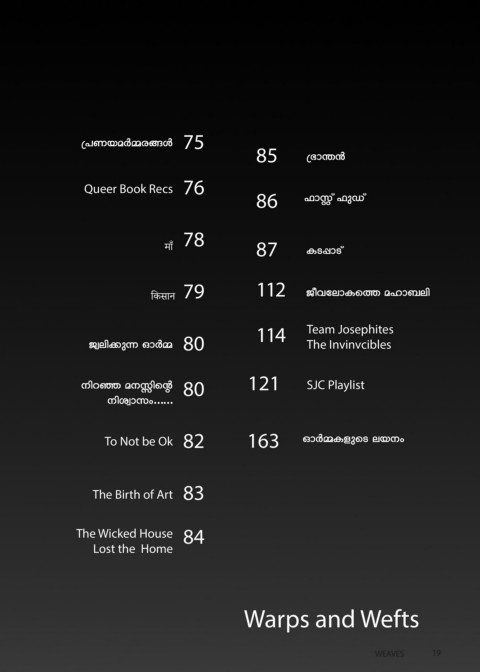 പ്രണയമർമ്മരങ്ങൾ 75
Queer Book Recs 76
माँ 78
किसान 79
ജ്വലിക്കുന്ന ഓർമ്മ 80
നിറഞ്ഞ മനസ്സിന്റെ 80
നിശ്വാസം......
To Not be Ok 82
The Birth of Art 83
The Wicked House 84
Lost the Home
85 ഭ്രാന്തൻ
86 ഫാസ്റ്റ് ഫുഡ്
87 കടപ്പാട്
112 ജീവലോകത്തെ മഹാബലി
114 Team Josephites
The Invinvcibles
121 SJC Playlist
163 ഓർമ്മകളുടെ ലയനം
Warps and Wefts
WEAVES